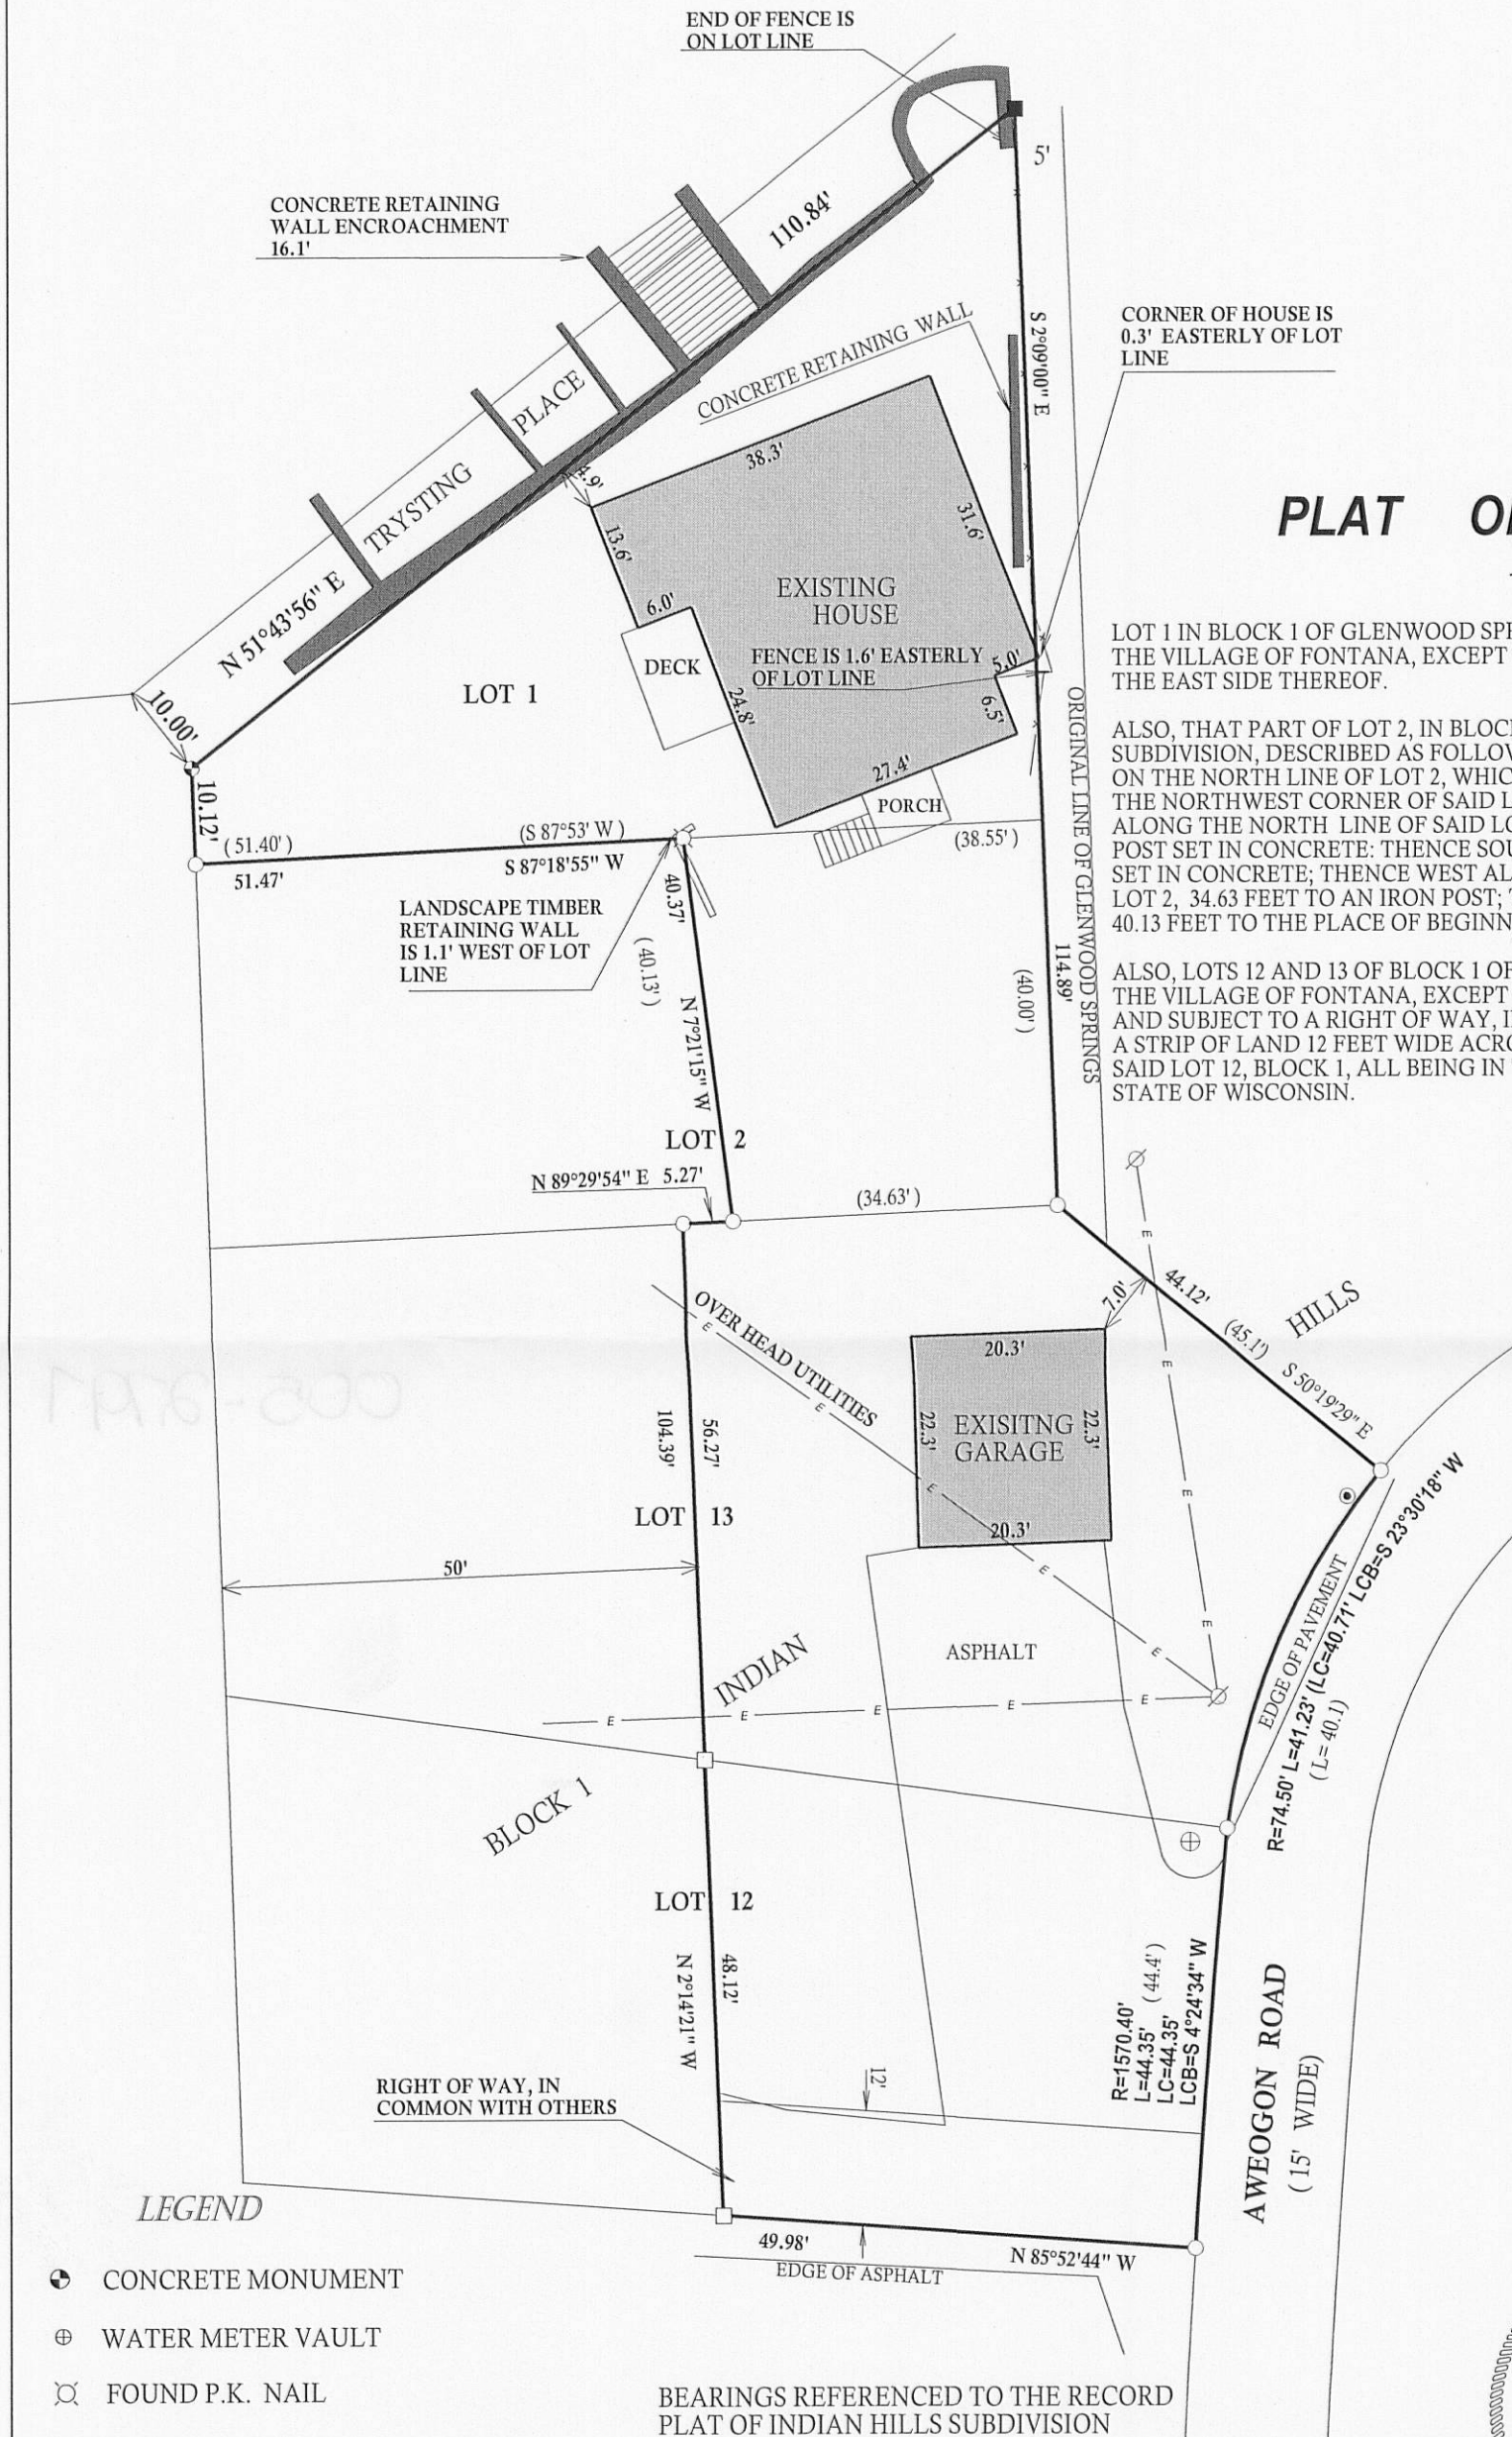 END OF FENCE IS
ON LOT LINE
5'
CONCRETE RETAINING
WALL ENCROACHMENT
16.1'
110.84'
CONCRETE RETAINING WALL
S 2°09'00" E
CORNER OF HOUSE IS
0.3' EASTERLY OF LOT
LINE
PLACE
TRYSTING
N 51°43'56" E
4.9'
38.3'
31.6'
13.6'
6.0'
EXISTING
HOUSE
DECK
FENCE IS 1.6' EASTERLY
OF LOT LINE
5.0'
6.5'
24.8'
27.4'
PORCH
LOT 1
10.00'
10.12'
( 51.40' )
(S 87°53' W )
51.47'
S 87°18'55" W
(38.55' )
LANDSCAPE TIMBER
RETAINING WALL
IS 1.1' WEST OF LOT
LINE
40.37'
( 40.13' )
N 7°21'15" W
(40.00' )
114.89'
ORIGINAL LINE OF GLENWOOD SPRINGS
PLAT
LOT 1 IN BLOCK 1 OF GLENWOOD SPR
THE VILLAGE OF FONTANA, EXCEPT
THE EAST SIDE THEREOF.
ALSO, THAT PART OF LOT 2, IN BLOCK
SUBDIVISION, DESCRIBED AS FOLLOW
ON THE NORTH LINE OF LOT 2, WHIC
THE NORTHWEST CORNER OF SAID L
ALONG THE NORTH LINE OF SAID LO
POST SET IN CONCRETE: THENCE SOU
SET IN CONCRETE; THENCE WEST AL
LOT 2, 34.63 FEET TO AN IRON POST;
40.13 FEET TO THE PLACE OF BEGINN
ALSO, LOTS 12 AND 13 OF BLOCK 1 OF
THE VILLAGE OF FONTANA, EXCEPT
AND SUBJECT TO A RIGHT OF WAY, I
A STRIP OF LAND 12 FEET WIDE ACRO
SAID LOT 12, BLOCK 1, ALL BEING IN
STATE OF WISCONSIN.
LOT 2
N 89°29'54" E 5.27'
(34.63' )
E
7.0'
44.12'
(45.1')
S 50°19'29" E
HILLS
OVER HEAD UTILITIES
E
E
E
E
E
E
E
E
20.3'
22.3'
EXISITNG
GARAGE
22.3'
20.3'
104.39'
56.27'
LOT 13
50'
INDIAN
ASPHALT
E
E
E
E
E
EDGE OF PAVEMENT
R=74.50' L=41.23' (LC=40.71' LCB=S 23°30'18" W
( L= 40.1)
BLOCK 1
LOT 12
48.12'
N 2°14'21" W
R=1570.40'
L=44.35' ( 44.4' )
LC=44.35'
LCB=S 4°24'34" W
AWEOGON ROAD
( 15' WIDE)
12'
RIGHT OF WAY, IN
COMMON WITH OTHERS
49.98'
N 85°52'44" W
EDGE OF ASPHALT
LEGEND
CONCRETE MONUMENT
WATER METER VAULT
FOUND P.K. NAIL
BEARINGS REFERENCED TO THE RECORD
PLAT OF INDIAN HILLS SUBDIVISION